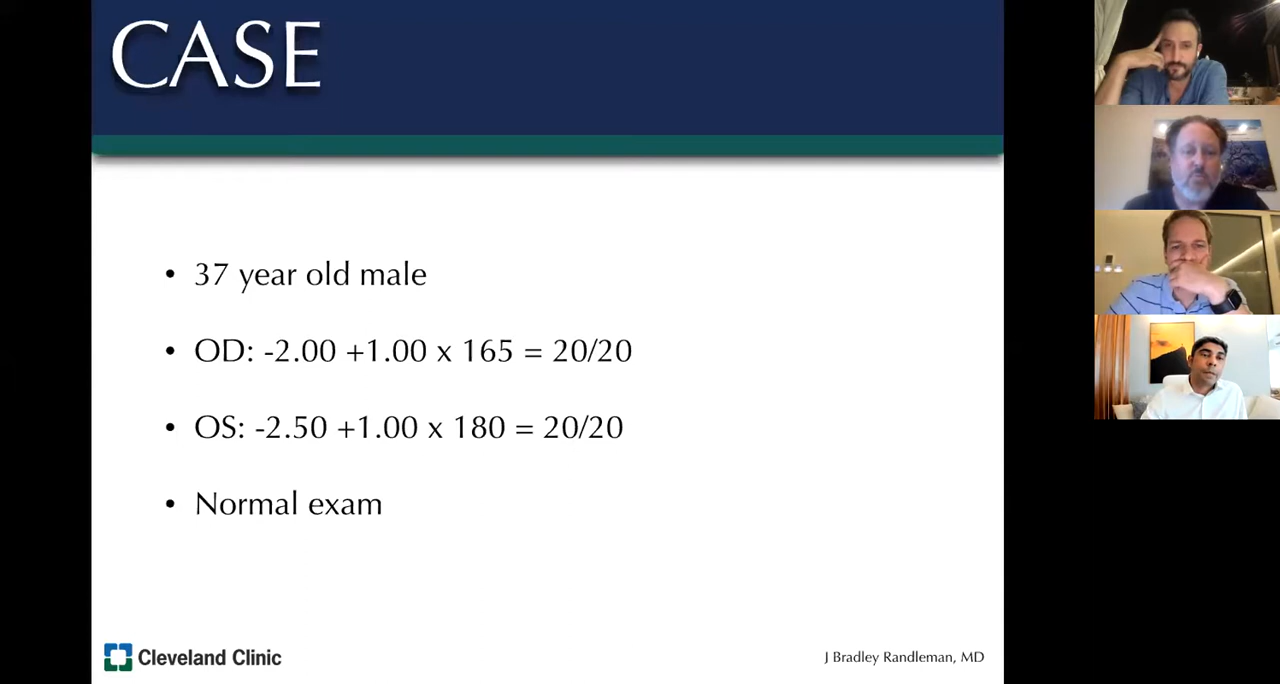 CASE
• 37 year old male
• OD: -2.00 +1.00 x 165 = 20/20
• OS: -2.50 +1.00 x 180 = 20/20
• Normal exam
Cleveland Clinic
J Bradley Randleman, MD